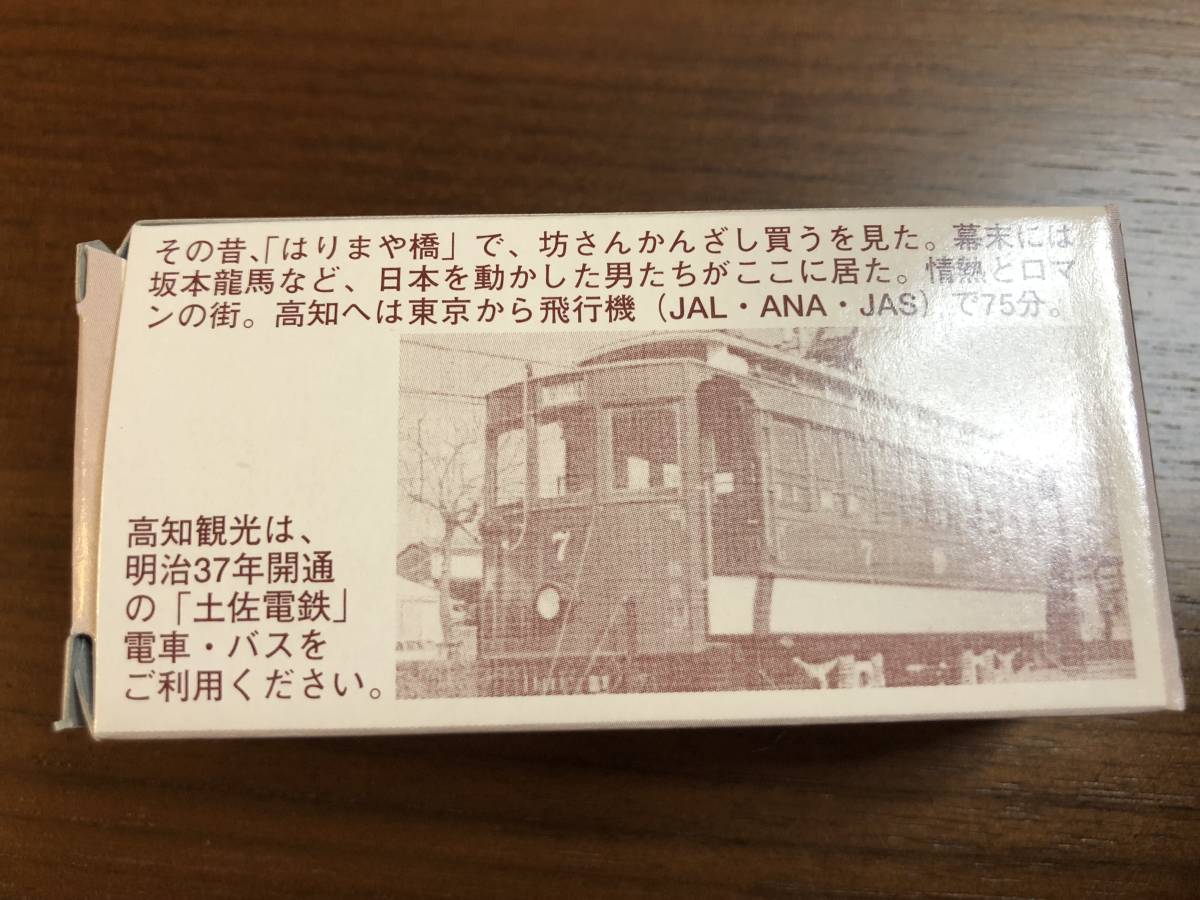 その昔、「はりまや橋」で、坊さんかんざし買うを見た。幕末には
坂本龍馬など、日本を動かした男たちがここに居た。情熱とロマ
ンの街。高知へは東京から飛行機（JAL・ANA・JAS）で75分。
7
7
高知観光は、
明治37年開通
の「土佐電鉄」
電車・バスを
ご利用ください。